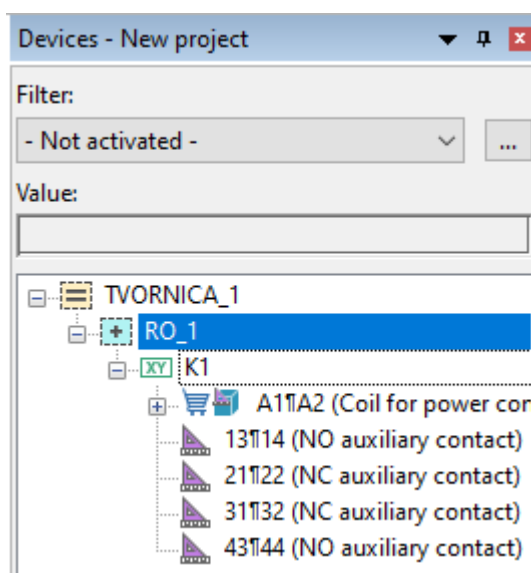 Devices - New project
Filter:
- Not activated -
...
Value:
TVORNICA_1
RO_1
XY K1
A1¶A2 (Coil for power con
13¶14 (NO auxiliary contact)
21¶22 (NC auxiliary contact)
31¶32 (NC auxiliary contact)
43¶44 (NO auxiliary contact)